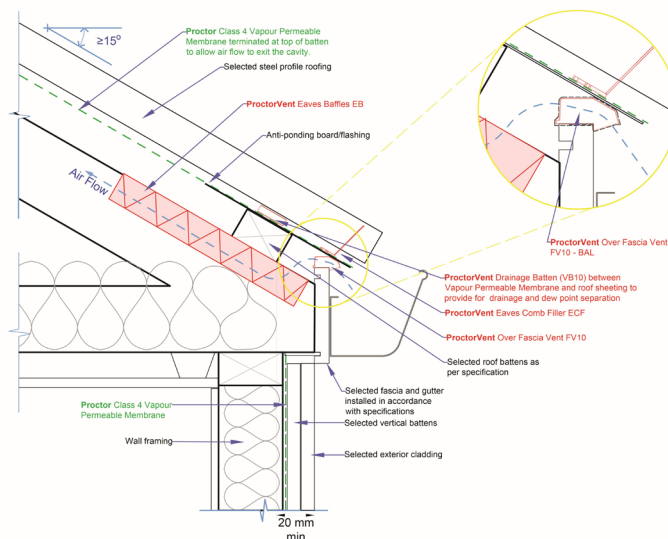 ≥15°
Proctor Class 4 Vapour Permeable
Membrane terminated at top of batten
to allow air flow to exit the cavity.
Selected steel profile roofing
ProctorVent Eaves Baffles EB
Anti-ponding board/flashing
Air Flow
ProctorVent Over Fascia Vent
FV10 - BAL
ProctorVent Drainage Batten (VB10) between
Vapour Permeable Membrane and roof sheeting to
provide for drainage and dew point separation
ProctorVent Eaves Comb Filler ECF
ProctorVent Over Fascia Vent FV10
Selected roof battens as
per specification
Selected fascia and gutter
installed in accordance
with specifications
Proctor Class 4 Vapour
Permeable Membrane
Selected vertical battens
Wall framing
Selected exterior cladding
20 mm
min